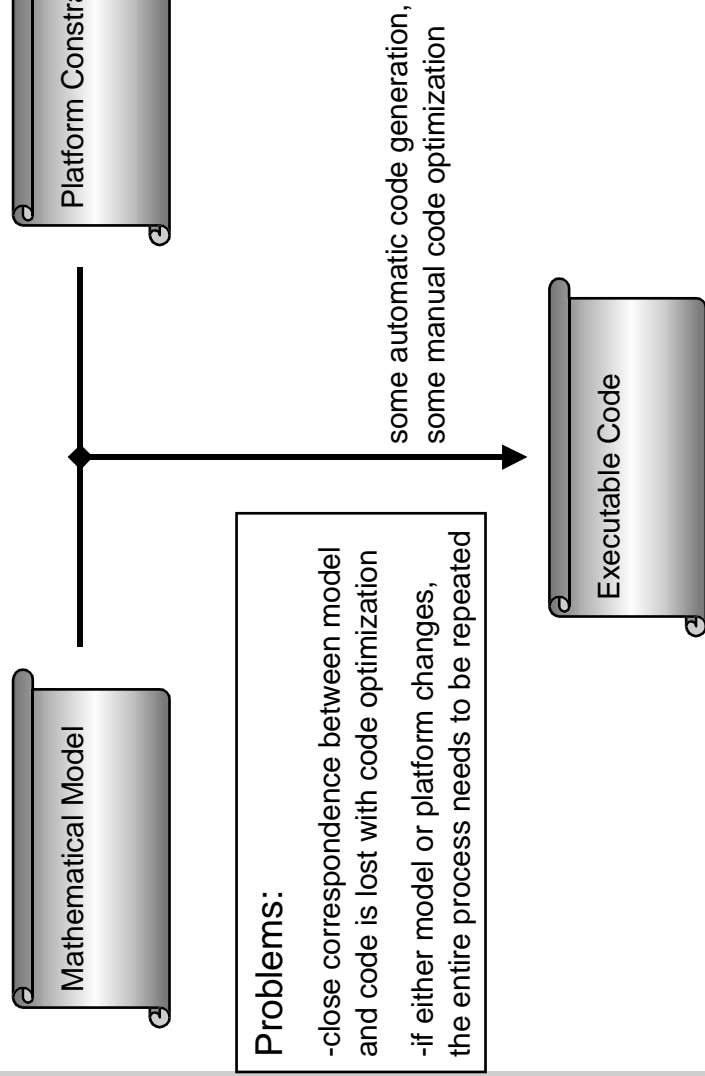 Mathematical Model
Platform Constra
Problems:
-close correspondence between model
and code is lost with code optimization
-if either model or platform changes,
the entire process needs to be repeated
some automatic code generation,
some manual code optimization
Executable Code